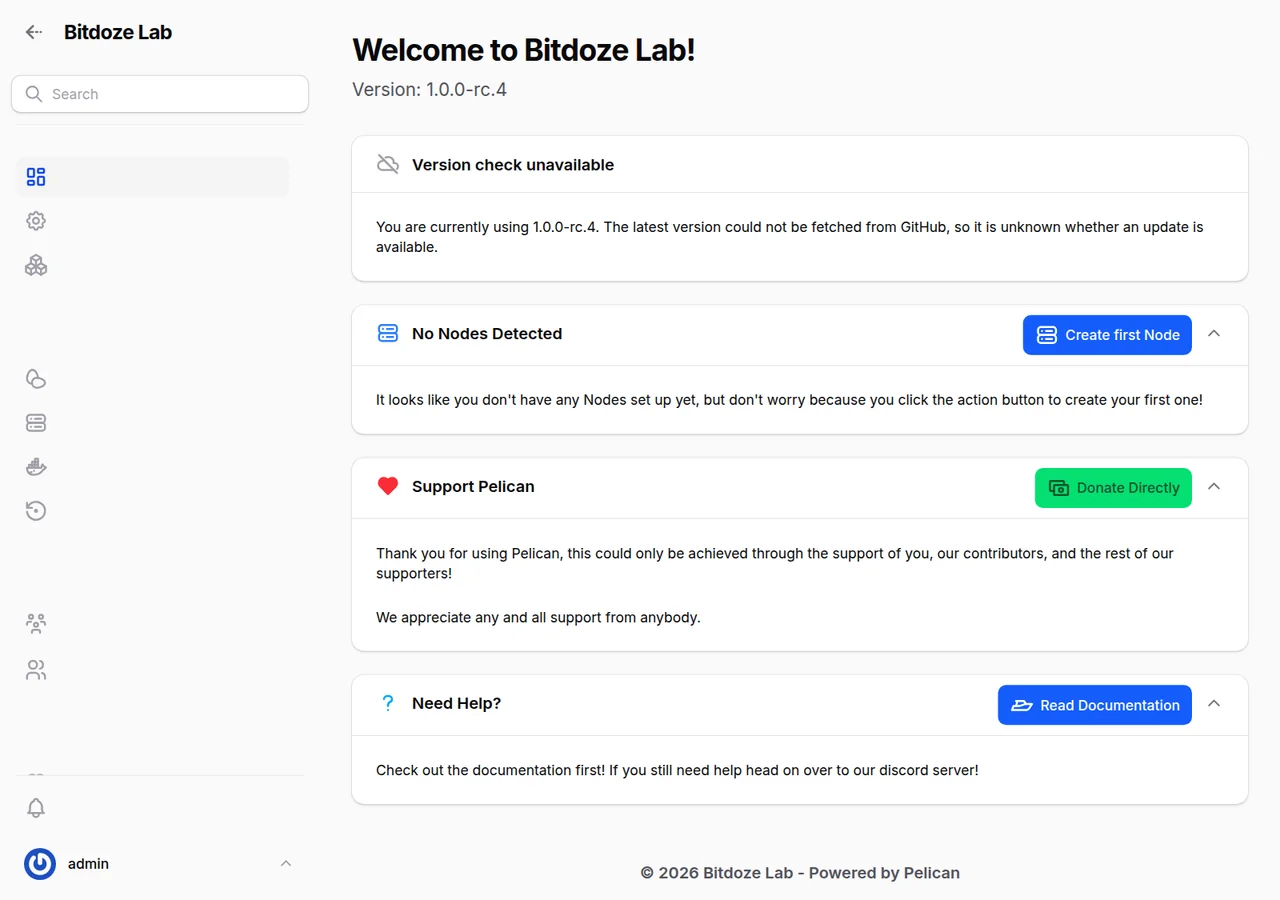 Bitdoze Lab
Search
admin
Welcome to Bitdoze Lab!
Version: 1.0.0-rc.4
Version check unavailable
You are currently using 1.0.0-rc.4. The latest version could not be fetched from GitHub, so it is unknown whether an update is
available.
No Nodes Detected
Create first Node
It looks like you don't have any Nodes set up yet, but don't worry because you click the action button to create your first one!
Support Pelican
Donate Directly
Thank you for using Pelican, this could only be achieved through the support of you, our contributors, and the rest of our
supporters!
We appreciate any and all support from anybody.
Need Help?
Read Documentation
Check out the documentation first! If you still need help head on over to our discord server!
© 2026 Bitdoze Lab - Powered by Pelican